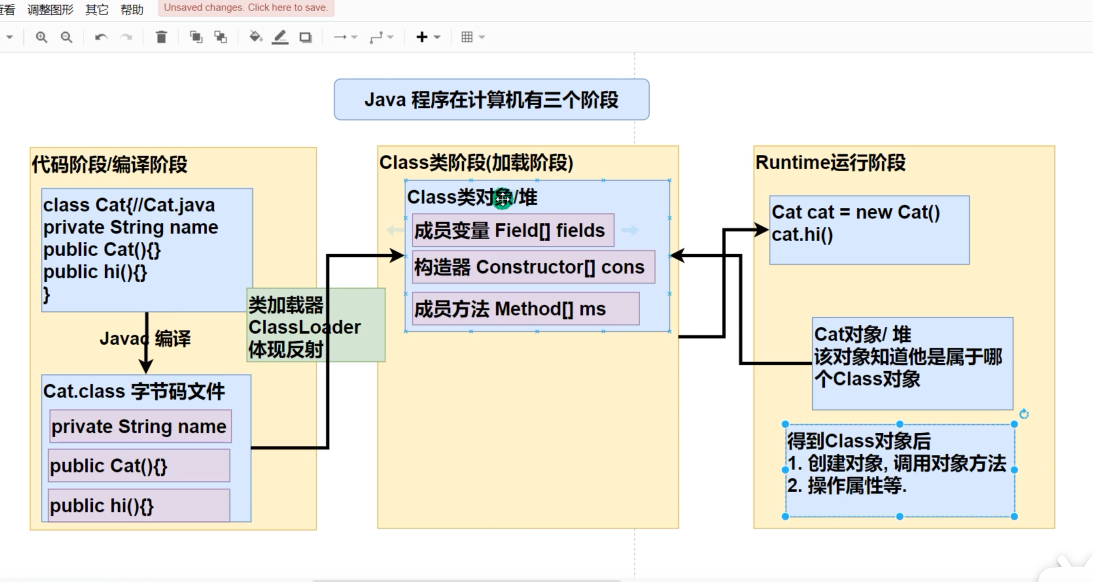 查看 调整图形 其它 帮助 Unsaved changes. Click here to save.
Java 程序在计算机有三个阶段
代码阶段/编译阶段
class Cat{//Cat.java
private String name
public Cat(){}
public hi(){}
}
Javac 编译
Cat.class 字节码文件
private String name
public Cat(){}
public hi(){}
类加载器
ClassLoader
体现反射
Class类阶段(加载阶段)
Class类对象/堆
成员变量 Field[] fields
构造器 Constructor[] cons
成员方法 Method[] ms
Runtime运行阶段
Cat cat = new Cat()
cat.hi()
Cat对象/ 堆
该对象知道他是属于哪
个Class对象
得到Class对象后
1. 创建对象, 调用对象方法
2. 操作属性等.